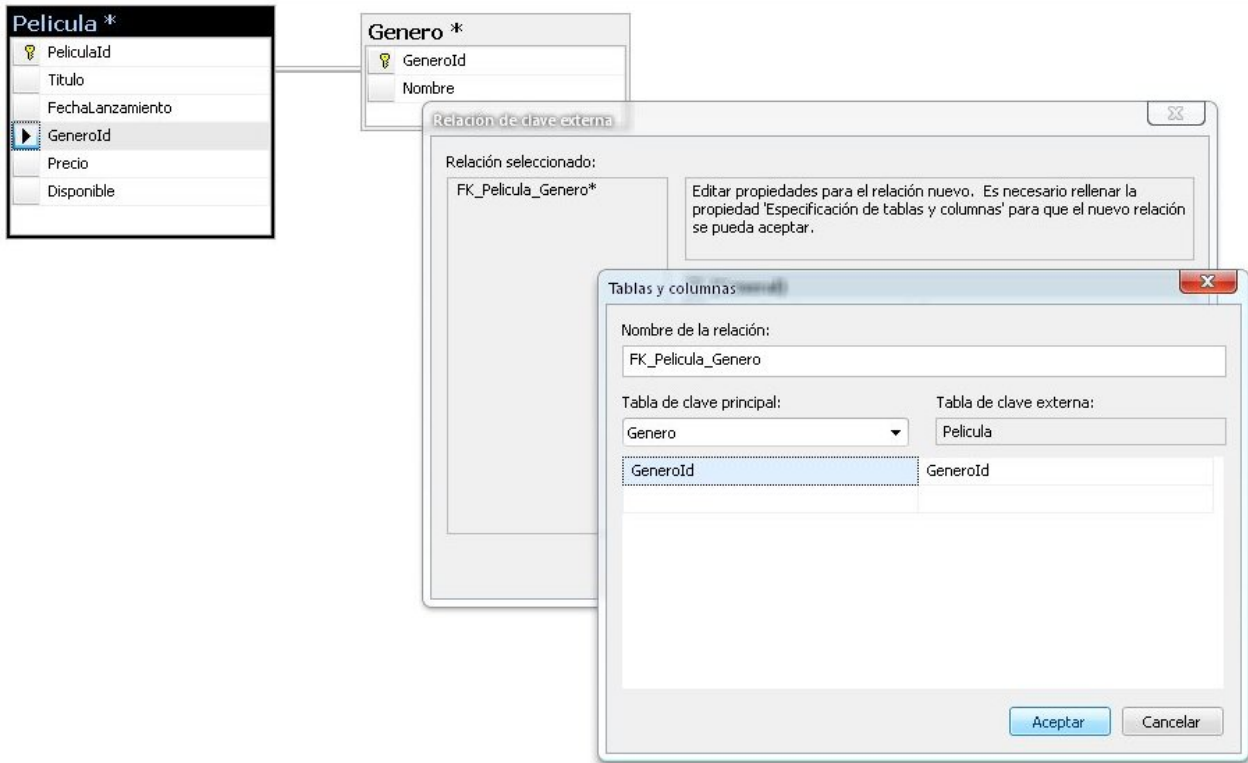 Pelicula *
PeliculaId
Titulo
FechaLanzamiento
GeneroId
Precio
Disponible
Genero *
GeneroId
Nombre
Relación de clave externa
Relación seleccionado:
FK_Pelicula_Genero*
Editar propiedades para el relación nuevo. Es necesario rellenar la
propiedad 'Especificación de tablas y columnas' para que el nuevo relación
se pueda aceptar.
Tablas y columnas
Nombre de la relación:
FK_Pelicula_Genero
Tabla de clave principal:
Tabla de clave externa:
Genero
Pelicula
GeneroId
GeneroId
Aceptar
Cancelar